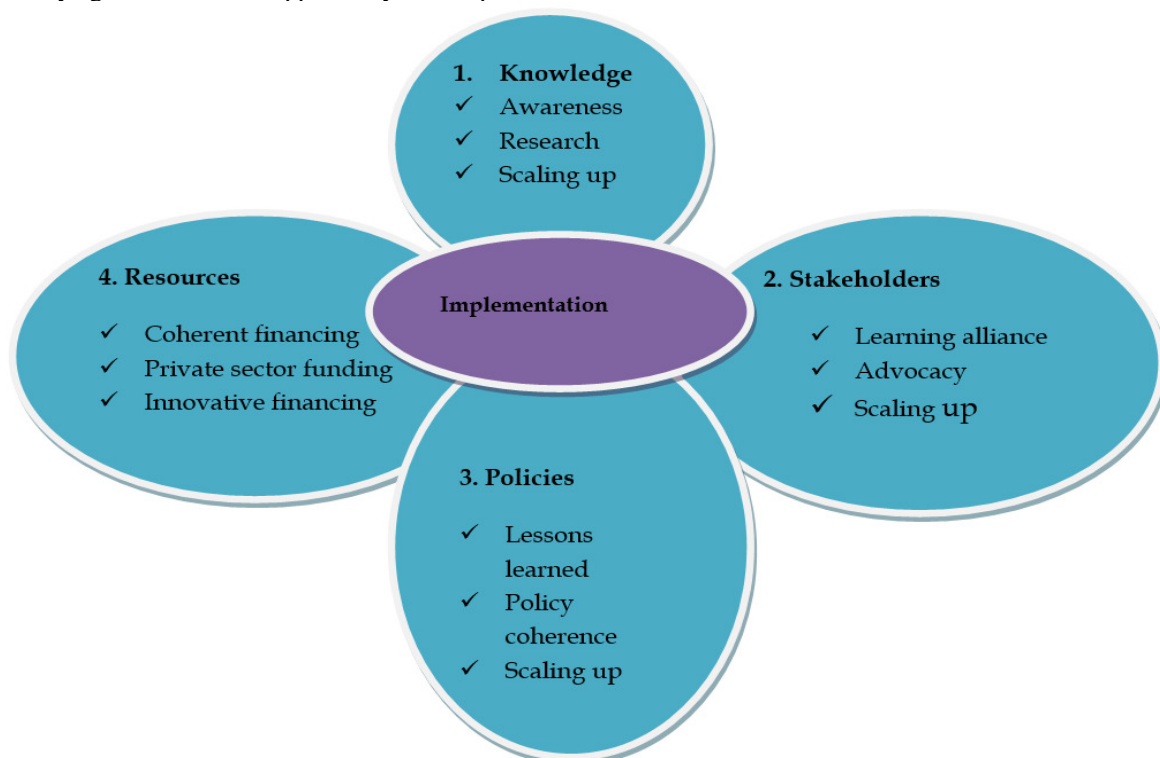 1. Knowledge
✓ Awareness
✓ Research
✓ Scaling up
4. Resources
✓ Coherent financing
✓ Private sector funding
✓ Innovative financing
Implementation
2. Stakeholders
✓ Learning alliance
✓ Advocacy
✓ Scaling up
3. Policies
✓ Lessons
learned
✓ Policy
coherence
✓ Scaling up